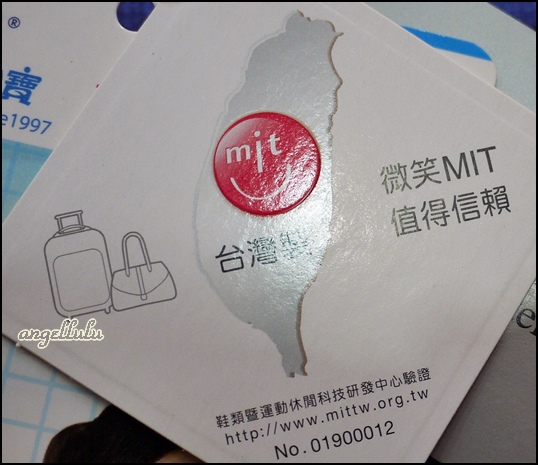 ®
寶
e1997
mit
微笑MIT
值得信賴
台灣製
angellulu
鞋類暨運動休閒科技研發中心驗證
http://www.mittw.org.tw
No. 01900012